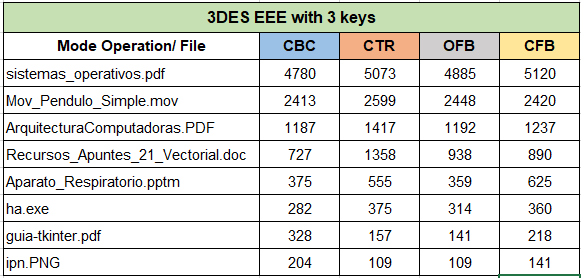 3DES EEE with 3 keys
Mode Operation/ File CBC CTR OFB CFB
sistemas_operativos.pdf 4780 5073 4885 5120
Mov_Pendulo_Simple.mov 2413 2599 2448 2420
ArquitecturaComputadoras.PDF 1187 1417 1192 1237
Recursos_Apuntes_21_Vectorial.doc 727 1358 938 890
Aparato_Respiratorio.pptm 375 555 359 625
ha.exe 282 375 314 360
guia-tkinter.pdf 328 157 141 218
ipn.PNG 204 109 109 141